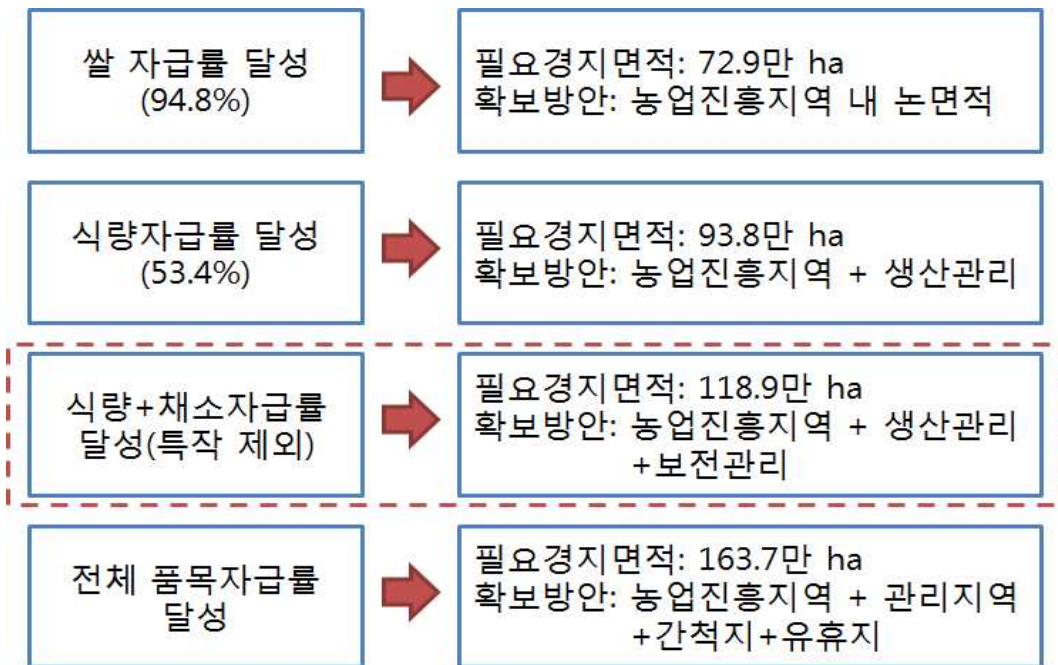 쌀 자급률 달성
(94.8%)
필요경지면적: 72.9만 ha
확보방안: 농업진흥지역 내 논면적
식량자급률 달성
(53.4%)
필요경지면적: 93.8만 ha
확보방안: 농업진흥지역 + 생산관리
식량+채소자급률
달성(특작 제외)
필요경지면적: 118.9만 ha
확보방안: 농업진흥지역 + 생산관리
+보전관리
전체 품목자급률
달성
필요경지면적: 163.7만 ha
확보방안: 농업진흥지역 + 관리지역
+간척지+유휴지